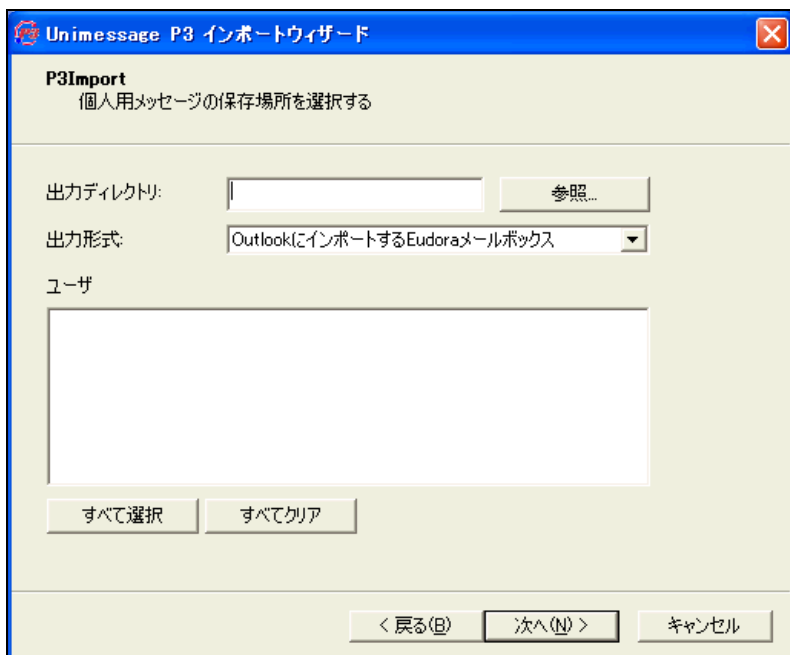 Unimessage P3 インポートウィザード
P3Import
個人用メッセージの保存場所を選択する
出力ディレクトリ:
参照...
出力形式:
OutlookにインポートするEudoraメールボックス
ユーザ
すべて選択
すべてクリア
< 戻る(B)
次へ(N) >
キャンセル